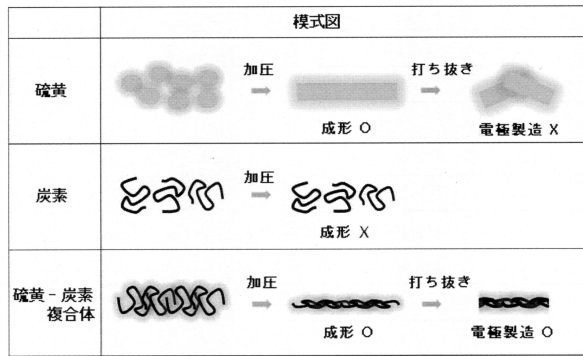 模式図
硫黄
加圧
打ち抜き
成形 O
電極製造 X
炭素
加圧
成形 X
硫黄 - 炭素
複合体
加圧
打ち抜き
成形 O
電極製造 O